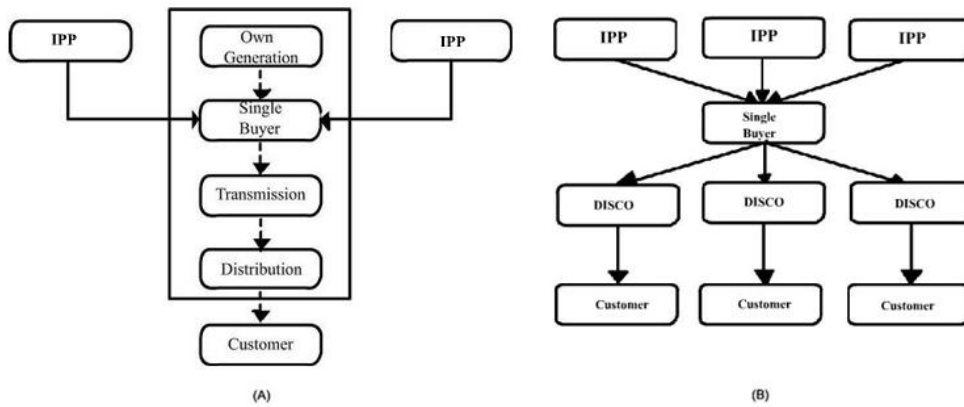 IPP
Own
Generation
IPP
Single
Buyer
Transmission
Distribution
Customer
(A)
IPP
IPP
IPP
Single
Buyer
DISCO
DISCO
DISCO
Customer
Customer
Customer
(B)